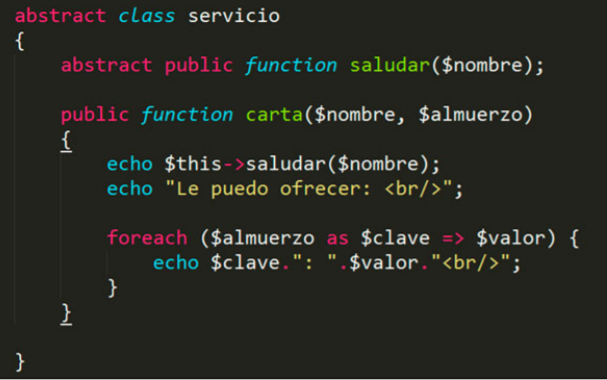 abstract class servicio
{
    abstract public function saludar($nombre);

    public function carta($nombre, $almuerzo)
    {
        echo $this->saludar($nombre);
        echo "Le puedo ofrecer: <br/>";

        foreach ($almuerzo as $clave => $valor) {
            echo $clave.": ".$valor."<br/>";
        }
    }

}